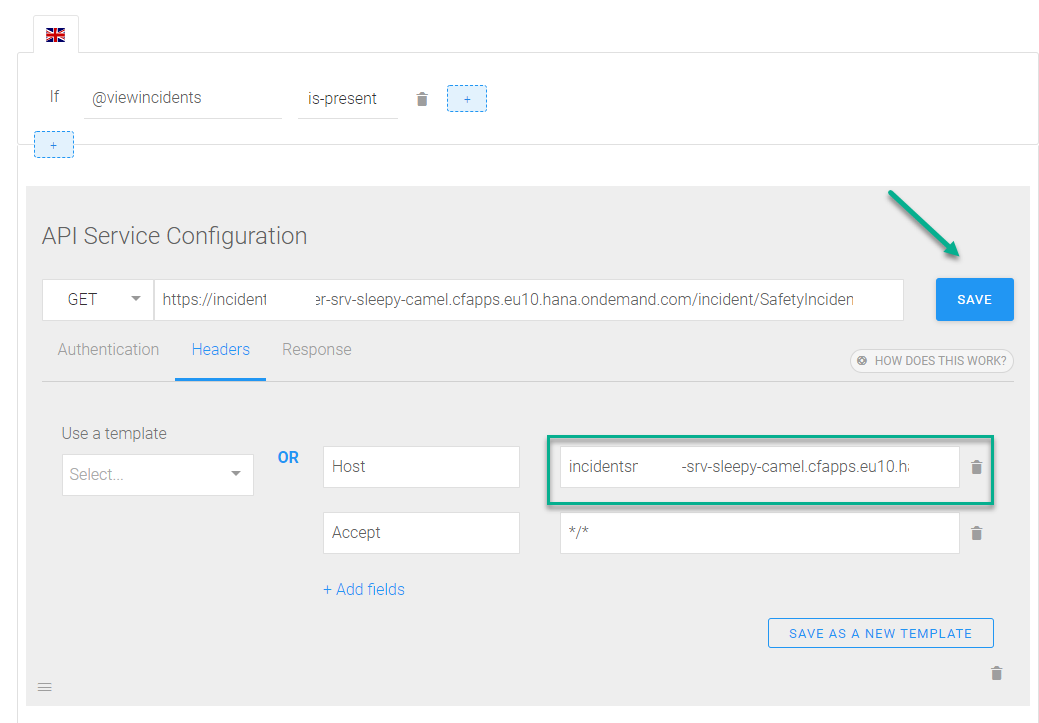 If @viewincidents is-present +
+
API Service Configuration
GET https://incident er-srv-sleepy-camel.cfapps.eu10.hana.ondemand.com/incident/SafetyInciden SAVE
Authentication Headers Response HOW DOES THIS WORK?
Use a template
Select... OR Host incidentsr -srv-sleepy-camel.cfapps.eu10.ha
Accept */*
+ Add fields
SAVE AS A NEW TEMPLATE